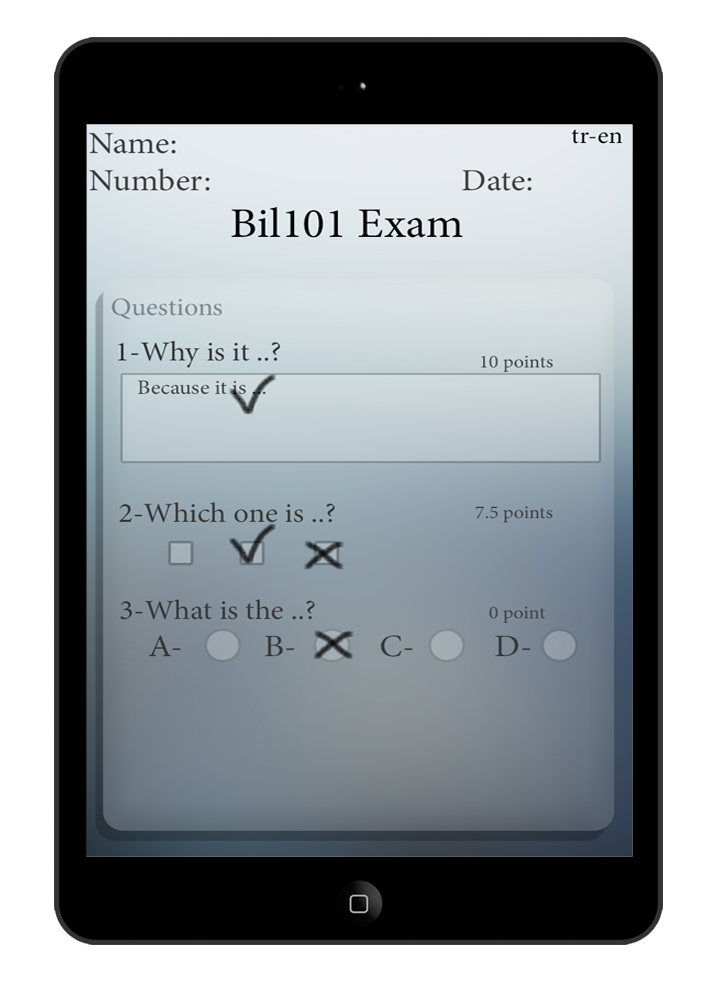 Name:
tr-en
Number:
Date:
Bil101 Exam
Questions
1-Why is it ..?
10 points
Because it is ...
2-Which one is ..?
7.5 points
3-What is the ..?
0 point
A- B- C- D-